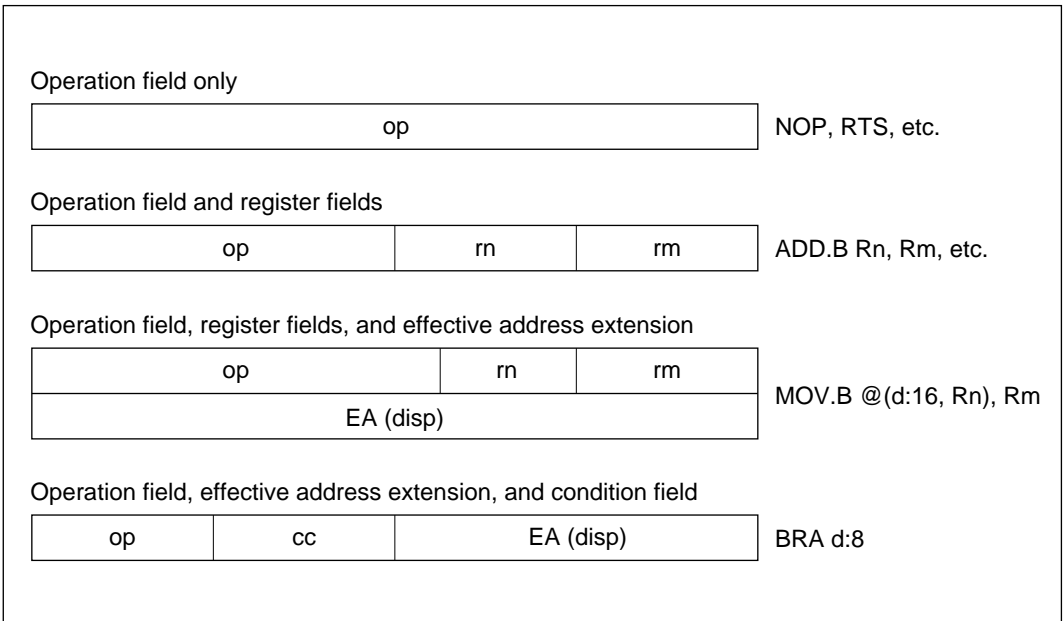 Operation field only
op
NOP, RTS, etc.
Operation field and register fields
op rn rm
ADD.B Rn, Rm, etc.
Operation field, register fields, and effective address extension
op rn rm
MOV.B @(d:16, Rn), Rm
EA (disp)
Operation field, effective address extension, and condition field
op cc EA (disp)
BRA d:8